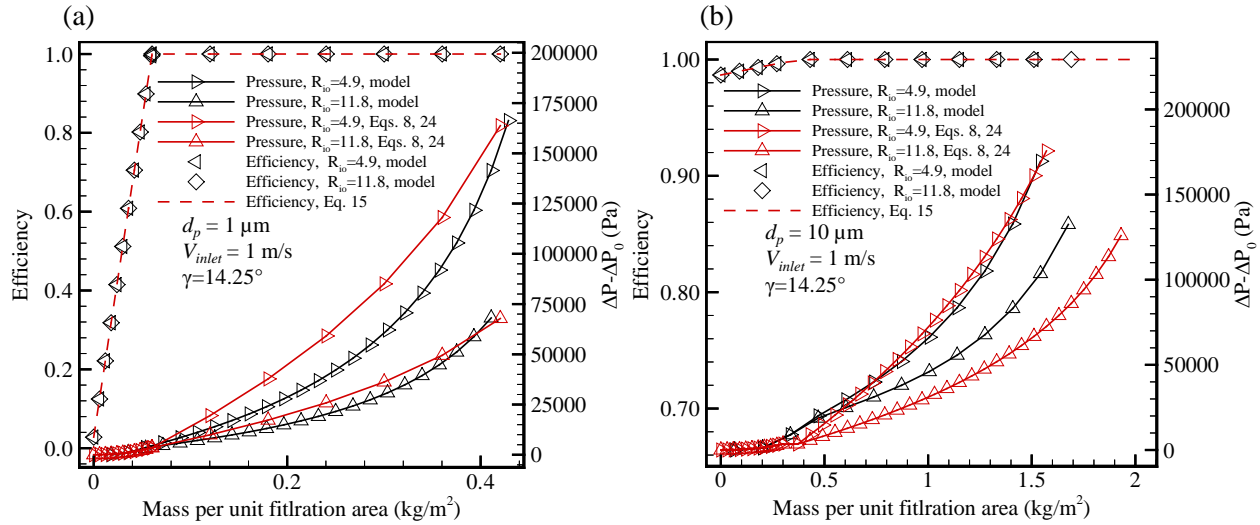 (a)
1.0
0.8
0.6
0.4
0.2
0.0
Efficiency
Pressure, Rio=4.9, model
Pressure, Rio=11.8, model
Pressure, Rio=4.9, Eqs. 8, 24
Pressure, Rio=11.8, Eqs. 8, 24
Efficiency, Rio=4.9, model
Efficiency, Rio=11.8, model
Efficiency, Eq. 15
dp = 1 µm
Vinlet = 1 m/s
γ=14.25°
200000
175000
150000
125000
100000
75000
50000
25000
0
ΔP-ΔP0 (Pa)
0 0.2 0.4
Mass per unit fitlration area (kg/m2)
(b)
1.00
0.90
0.80
0.70
Efficiency
Pressure, Rio=4.9, model
Pressure, Rio=11.8, model
Pressure, Rio=4.9, Eqs. 8, 24
Pressure, Rio=11.8, Eqs. 8, 24
Efficiency, Rio=4.9, model
Efficiency, Rio=11.8, model
Efficiency, Eq. 15
dp = 10 µm
Vinlet = 1 m/s
γ=14.25°
200000
150000
100000
50000
0
ΔP-ΔP0 (Pa)
0 0.5 1 1.5 2
Mass per unit fitlration area (kg/m2)